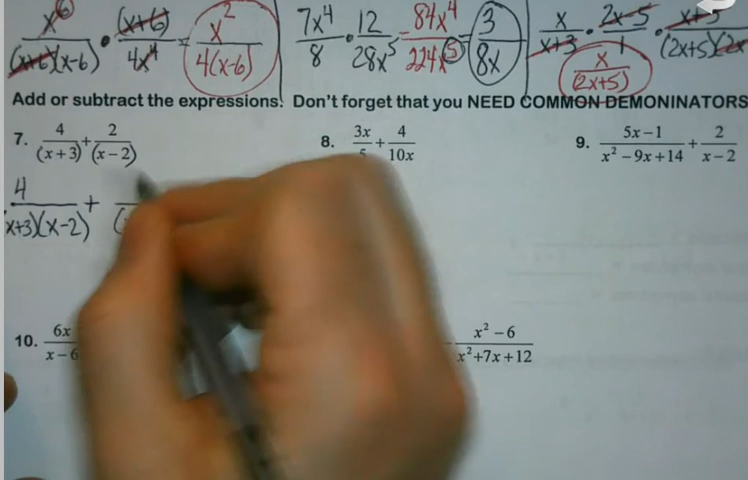 x⁶/(x+6)(x-6) • (x+6)/4x⁴ = x²/4(x-6)
7x⁴/8 • 12/28x⁵ = 84x⁴/224x⁵ = 3/8x
x/x+3 • 2x-5/1 • x+3/(2x+5)(2x
x/(2x+5)
Add or subtract the expressions. Don't forget that you NEED COMMON DEMONINATORS
7. 4/(x+3) + 2/(x-2)
8. 3x/5 + 4/10x
9. 5x-1/x²-9x+14 + 2/x-2
4/(x+3)(x-2) + (
10. 6x/x-6
x²-6/x²+7x+12